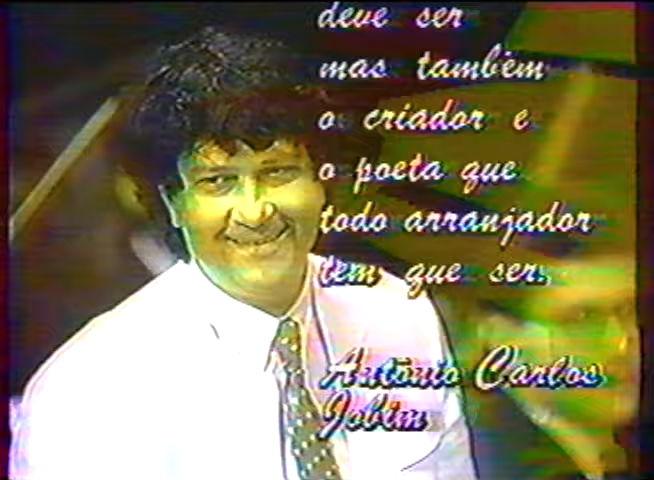 deve ser
mas também
o criador e
o poeta que
todo arranjador
tem que ser.
Antônio Carlos
Jobim